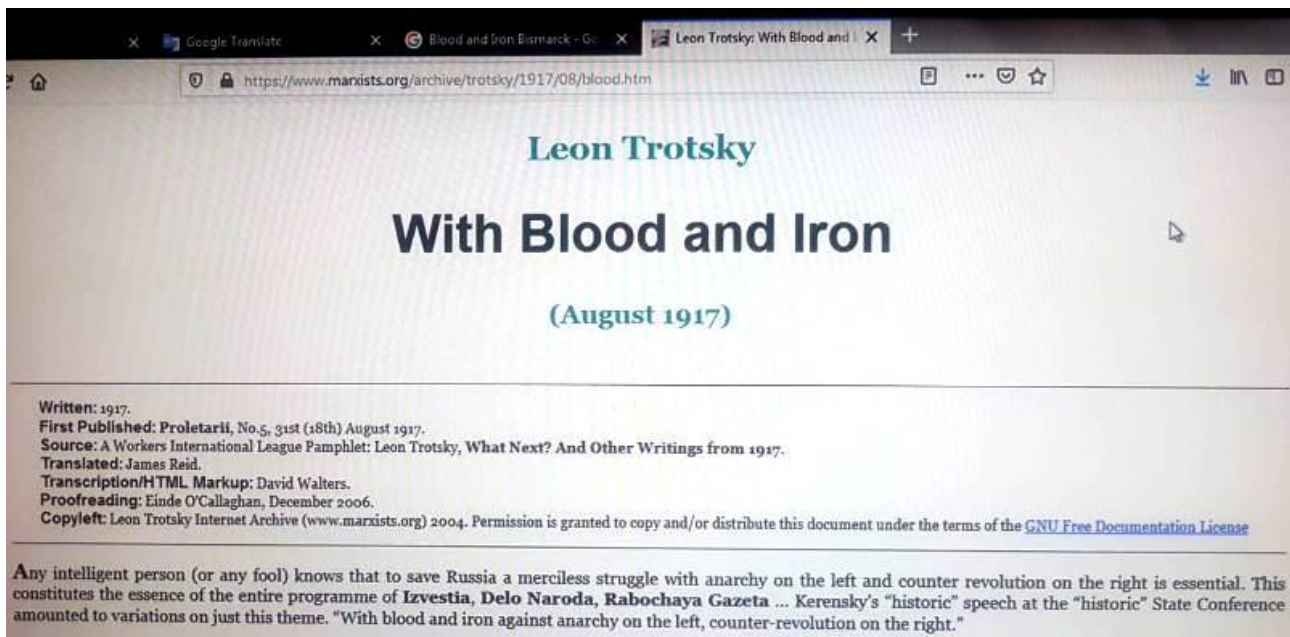 Google Translate
Blood and Iron Bismarck - Go
Leon Trotsky: With Blood and I
https://www.marxists.org/archive/trotsky/1917/08/blood.htm
Leon Trotsky
With Blood and Iron
(August 1917)
Written: 1917.
First Published: Proletarii, No.5, 31st (18th) August 1917.
Source: A Workers International League Pamphlet: Leon Trotsky, What Next? And Other Writings from 1917.
Translated: James Reid.
Transcription/HTML Markup: David Walters.
Proofreading: Einde O'Callaghan, December 2006.
Copyleft: Leon Trotsky Internet Archive (www.marxists.org) 2004. Permission is granted to copy and/or distribute this document under the terms of the GNU Free Documentation License
Any intelligent person (or any fool) knows that to save Russia a merciless struggle with anarchy on the left and counter revolution on the right is essential. This
constitutes the essence of the entire programme of Izvestia, Delo Naroda, Rabochaya Gazeta ... Kerensky's "historic" speech at the "historic" State Conference
amounted to variations on just this theme. "With blood and iron against anarchy on the left, counter-revolution on the right."